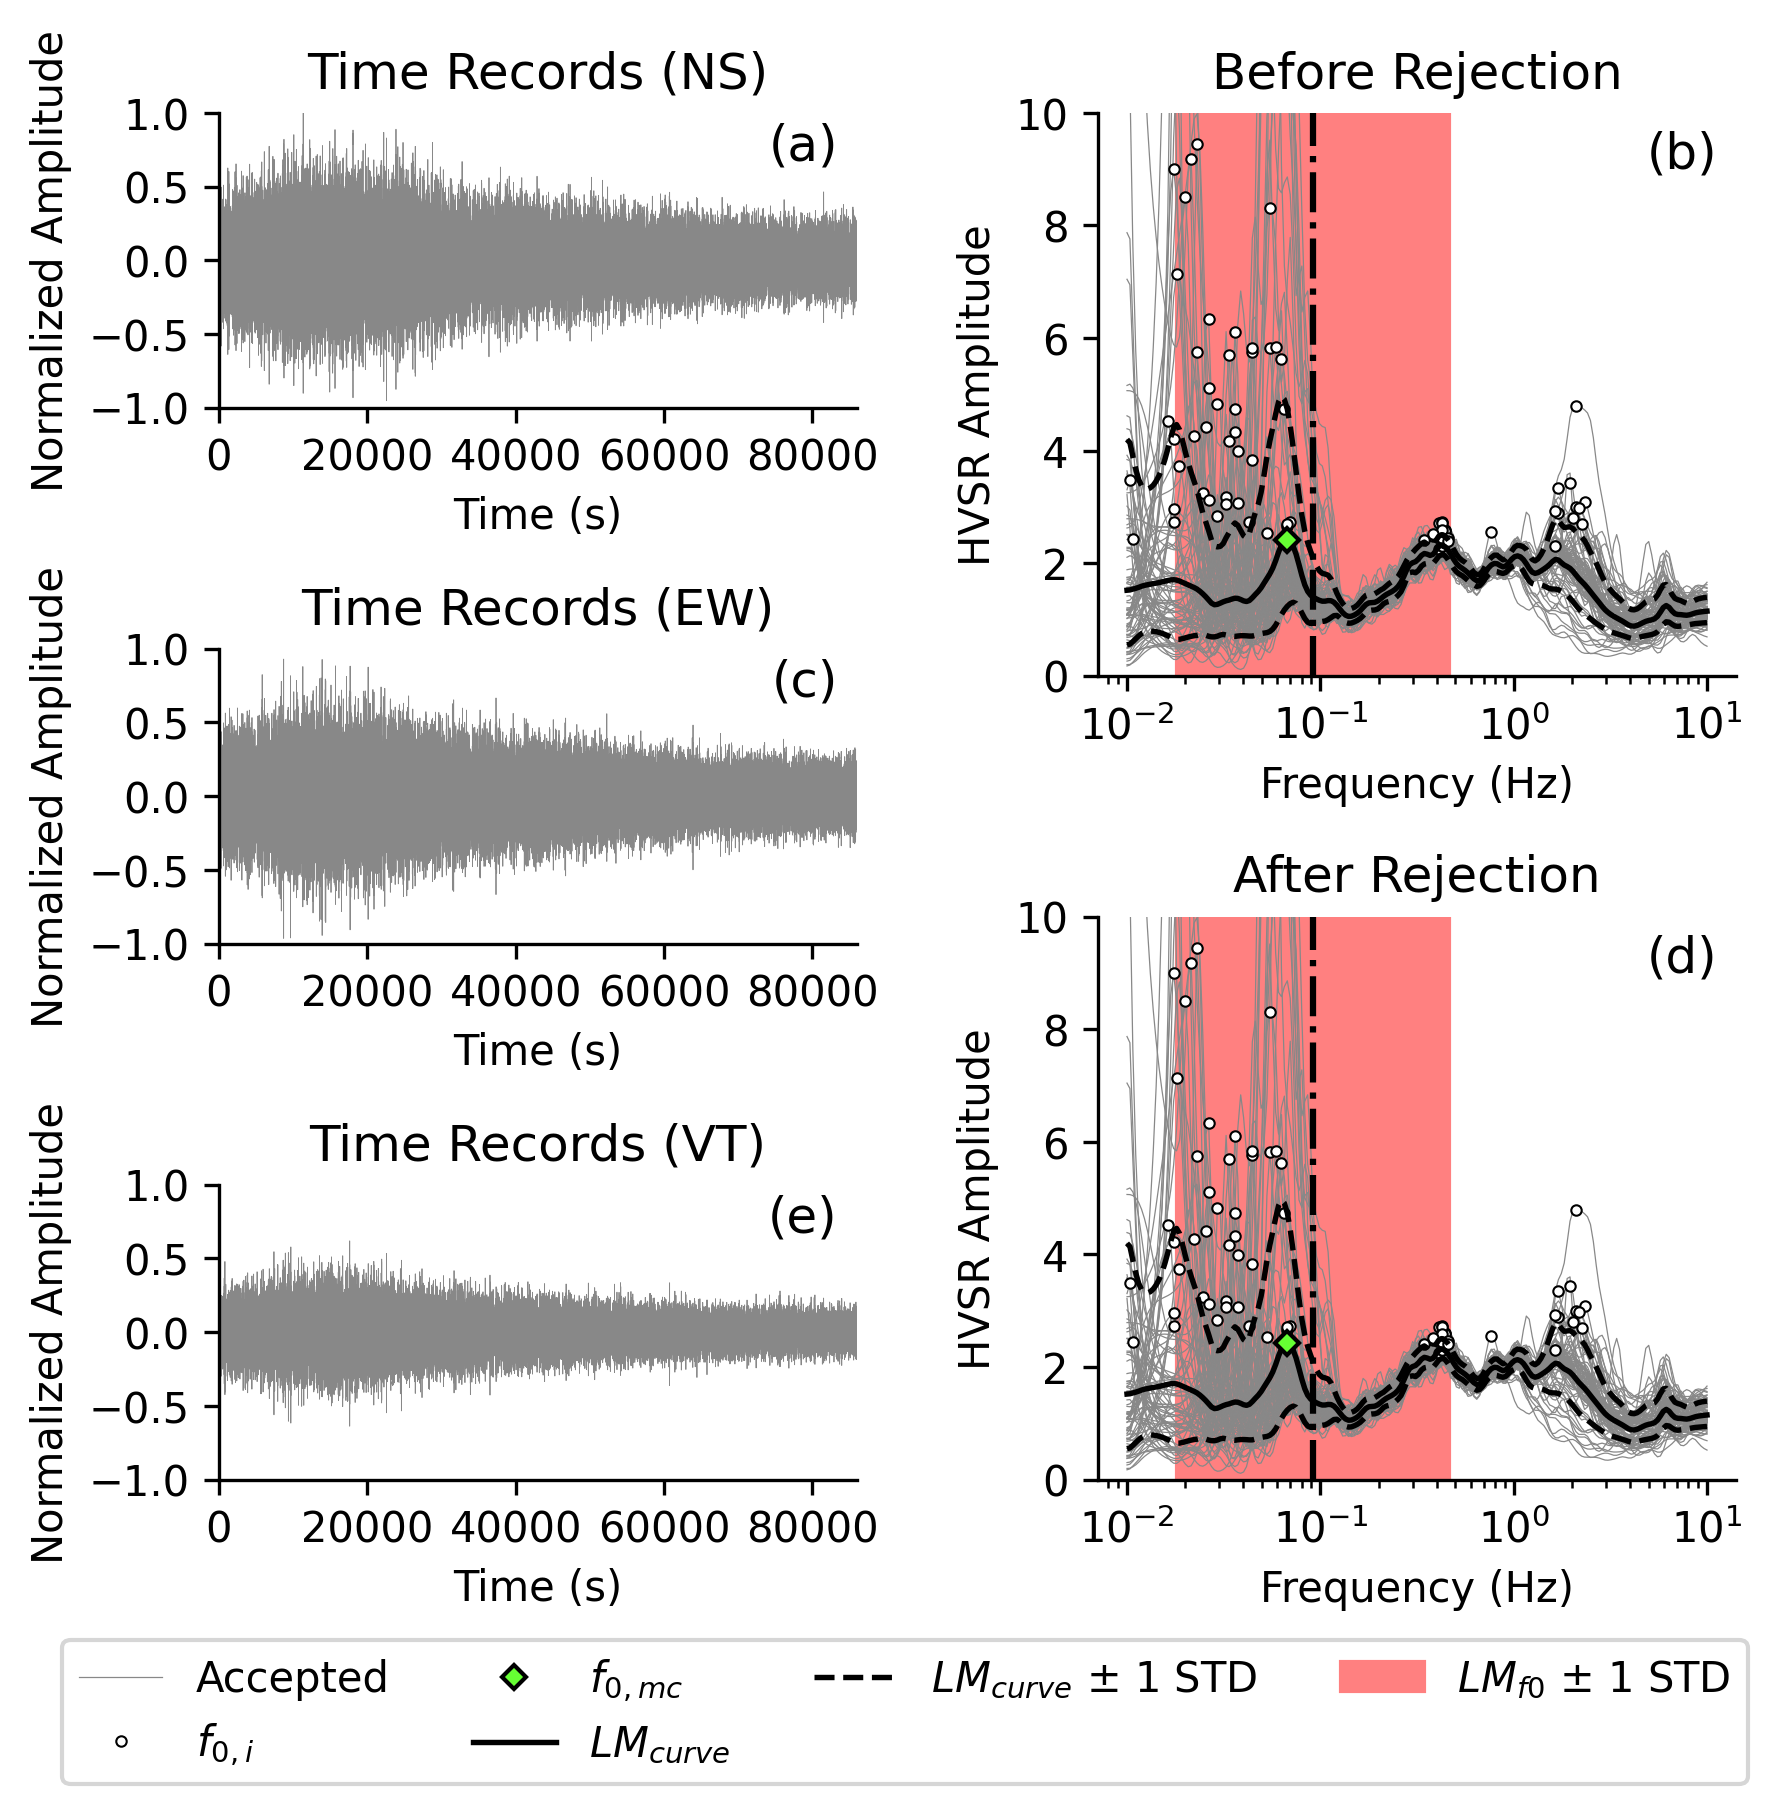 Time Records (NS)
(a)
Normalized Amplitude
1.0
0.5
0.0
−0.5
−1.0
0 20000 40000 60000 80000
Time (s)
Before Rejection
(b)
HVSR Amplitude
10
8
6
4
2
0
10⁻² 10⁻¹ 10⁰ 10¹
Frequency (Hz)
Time Records (EW)
(c)
Normalized Amplitude
1.0
0.5
0.0
−0.5
−1.0
0 20000 40000 60000 80000
Time (s)
After Rejection
(d)
HVSR Amplitude
10
8
6
4
2
0
10⁻² 10⁻¹ 10⁰ 10¹
Frequency (Hz)
Time Records (VT)
(e)
Normalized Amplitude
1.0
0.5
0.0
−0.5
−1.0
0 20000 40000 60000 80000
Time (s)
Accepted f0,mc LMcurve ± 1 STD LMf0 ± 1 STD
f0,i LMcurve